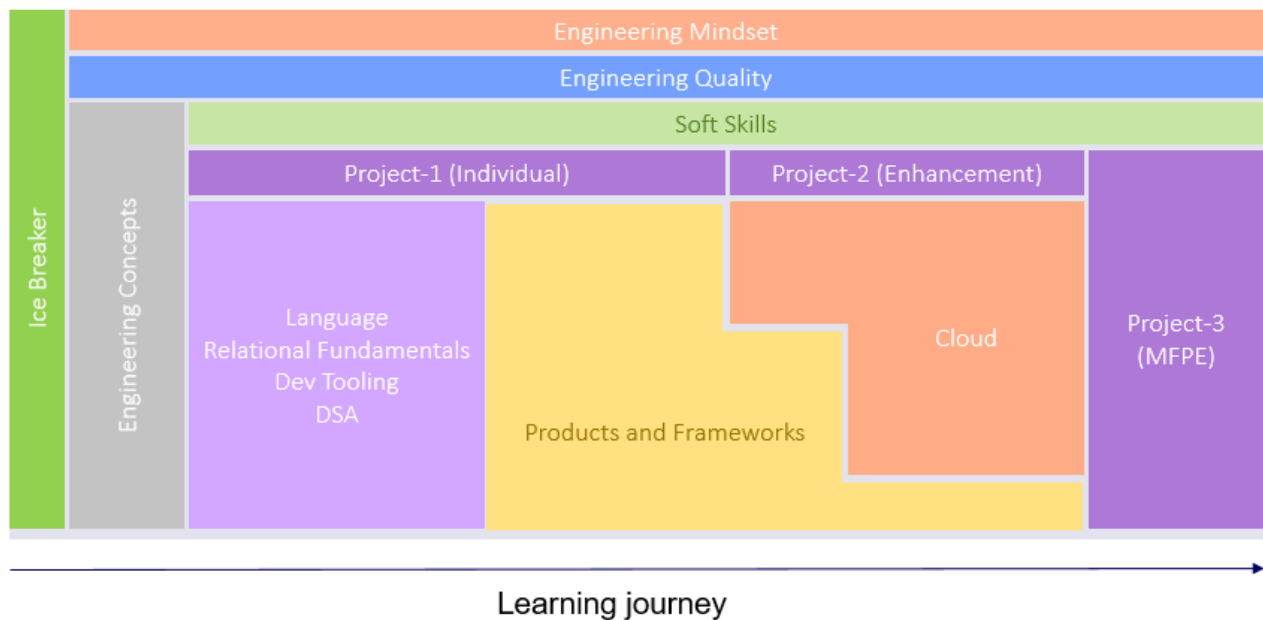 Engineering Mindset
Engineering Quality
Soft Skills
Ice Breaker
Engineering Concepts
Project-1 (Individual)
Project-2 (Enhancement)
Language
Relational Fundamentals
Dev Tooling
DSA
Products and Frameworks
Cloud
Project-3
(MFPE)
Learning journey